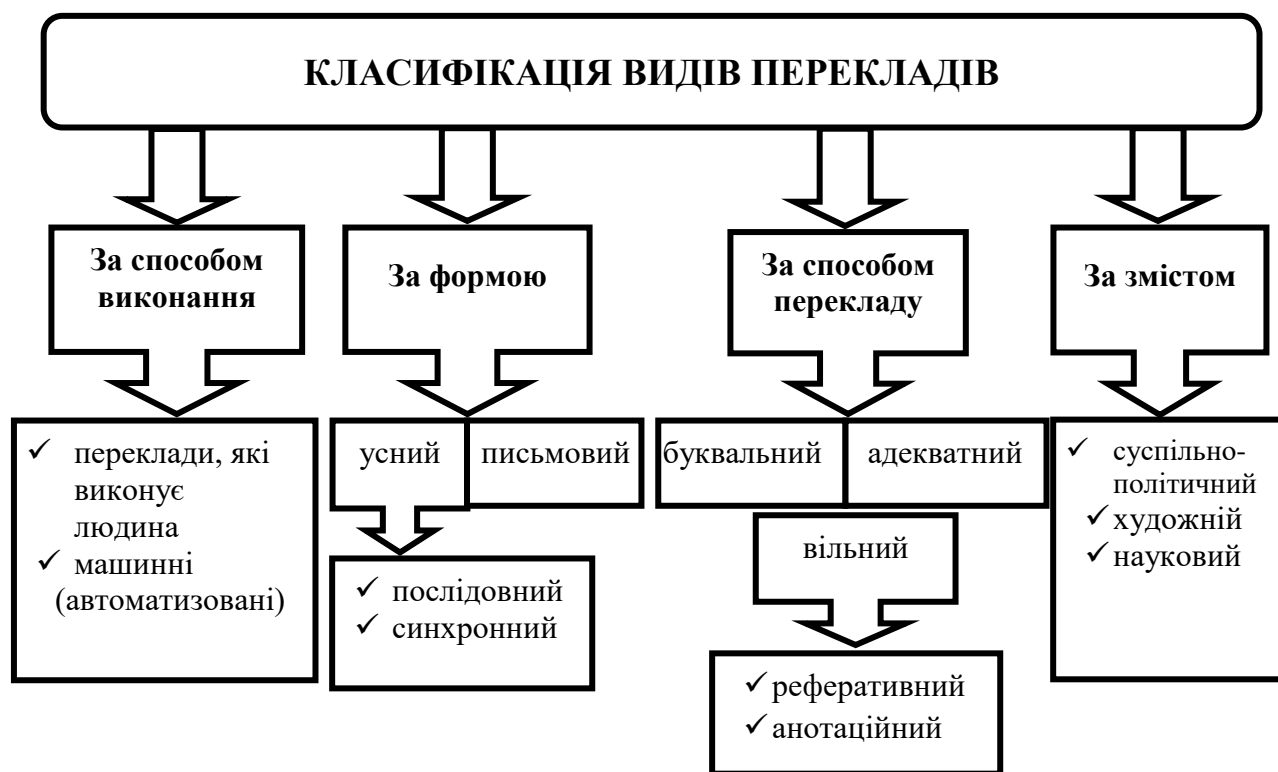 КЛАСИФІКАЦІЯ ВИДІВ ПЕРЕКЛАДІВ
За способом
виконання
За формою
За способом
перекладу
За змістом
✓ переклади, які
виконує
людина
✓ машинні
(автоматизовані)
усний
письмовий
✓ послідовний
✓ синхронний
буквальний
адекватний
вільний
✓ реферативний
✓ анотаційний
✓ суспільно-
політичний
✓ художній
✓ науковий